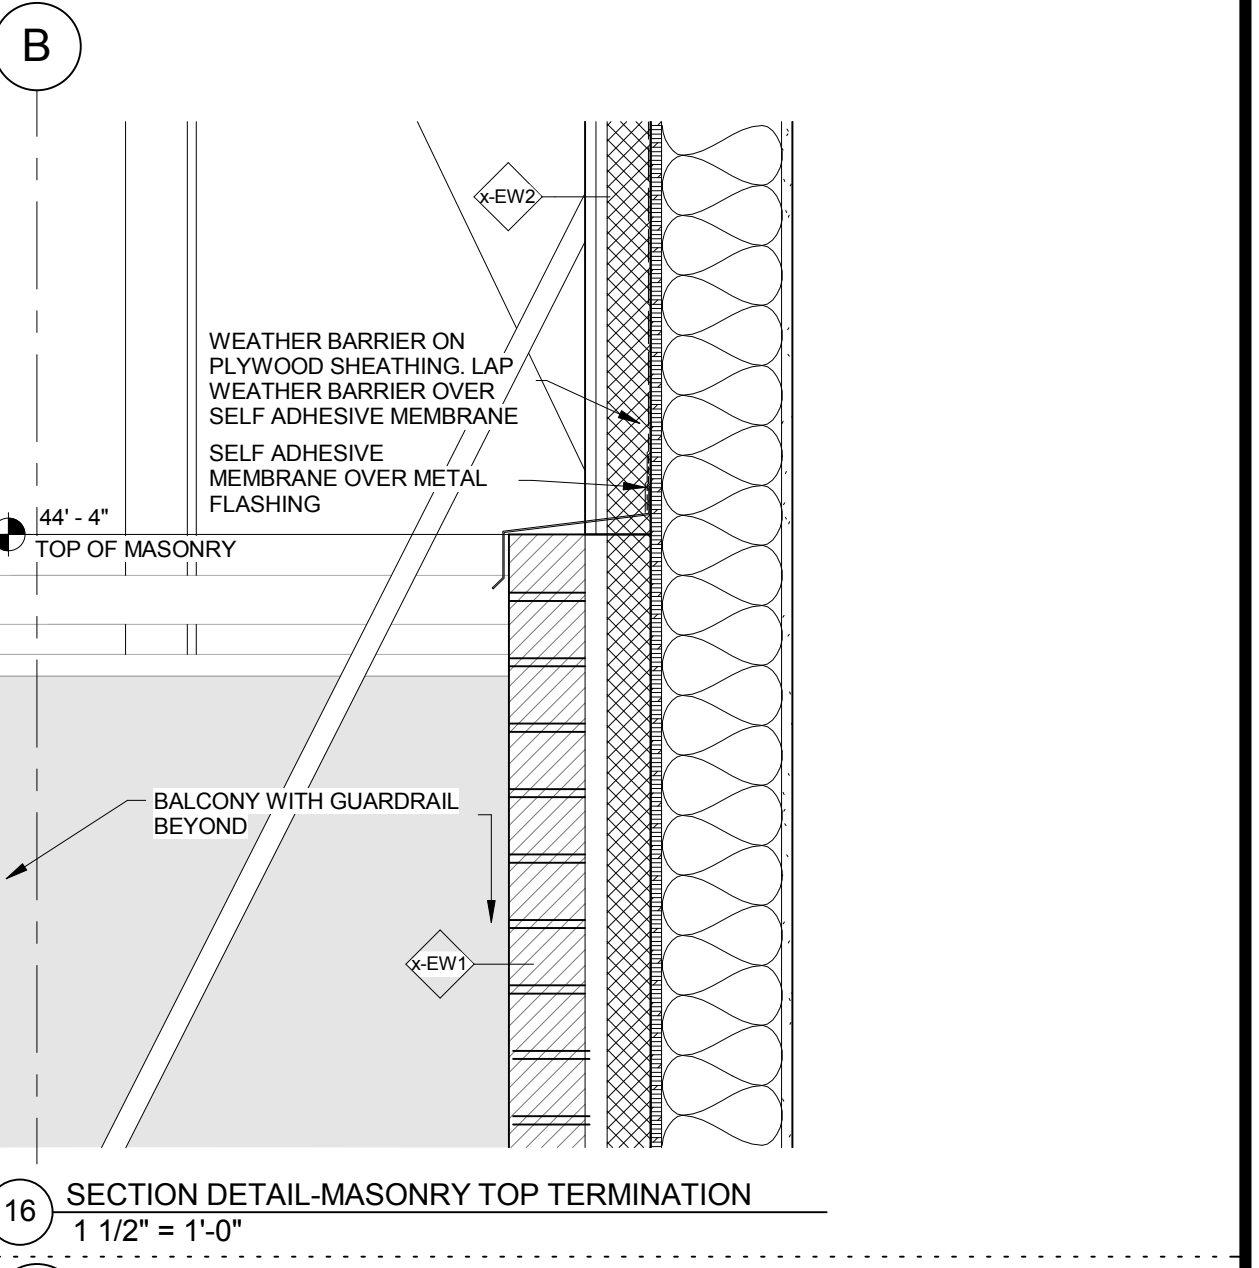 B
x-EW2
WEATHER BARRIER ON
PLYWOOD SHEATHING. LAP
WEATHER BARRIER OVER
SELF ADHESIVE MEMBRANE
SELF ADHESIVE
MEMBRANE OVER METAL
FLASHING
44' - 4"
TOP OF MASONRY
BALCONY WITH GUARDRAIL
BEYOND
x-EW1
16
SECTION DETAIL-MASONRY TOP TERMINATION
1 1/2" = 1'-0"